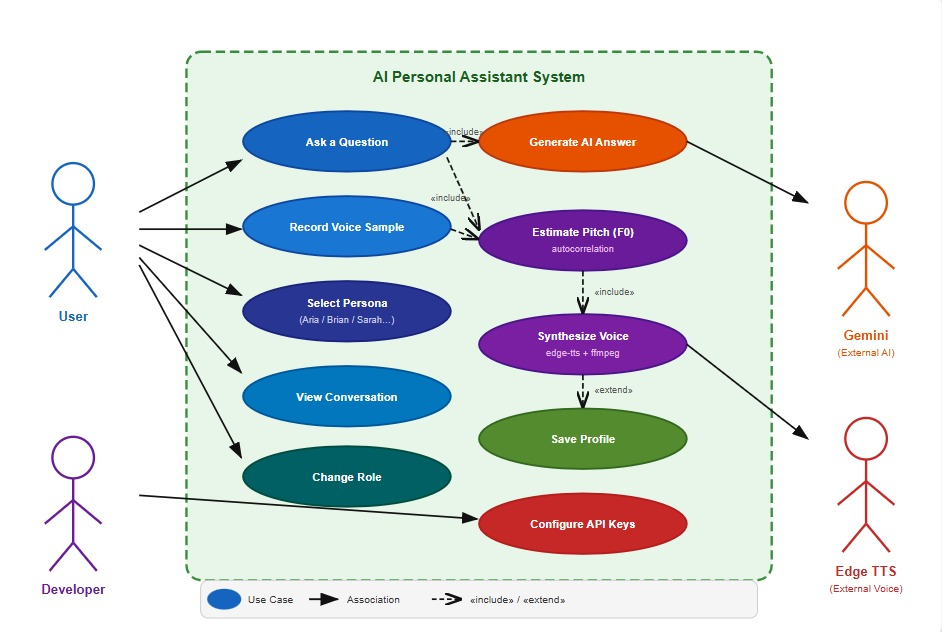 AI Personal Assistant System
Ask a Question
«include»
Generate AI Answer
«include»
Record Voice Sample
Estimate Pitch (F0)
autocorrelation
Select Persona
(Aria / Brian / Sarah...)
«include»
Synthesize Voice
edge-tts + ffmpeg
View Conversation
«extend»
Save Profile
Change Role
Configure API Keys
User
Developer
Gemini
(External AI)
Edge TTS
(External Voice)
Use Case
Association
«include» / «extend»